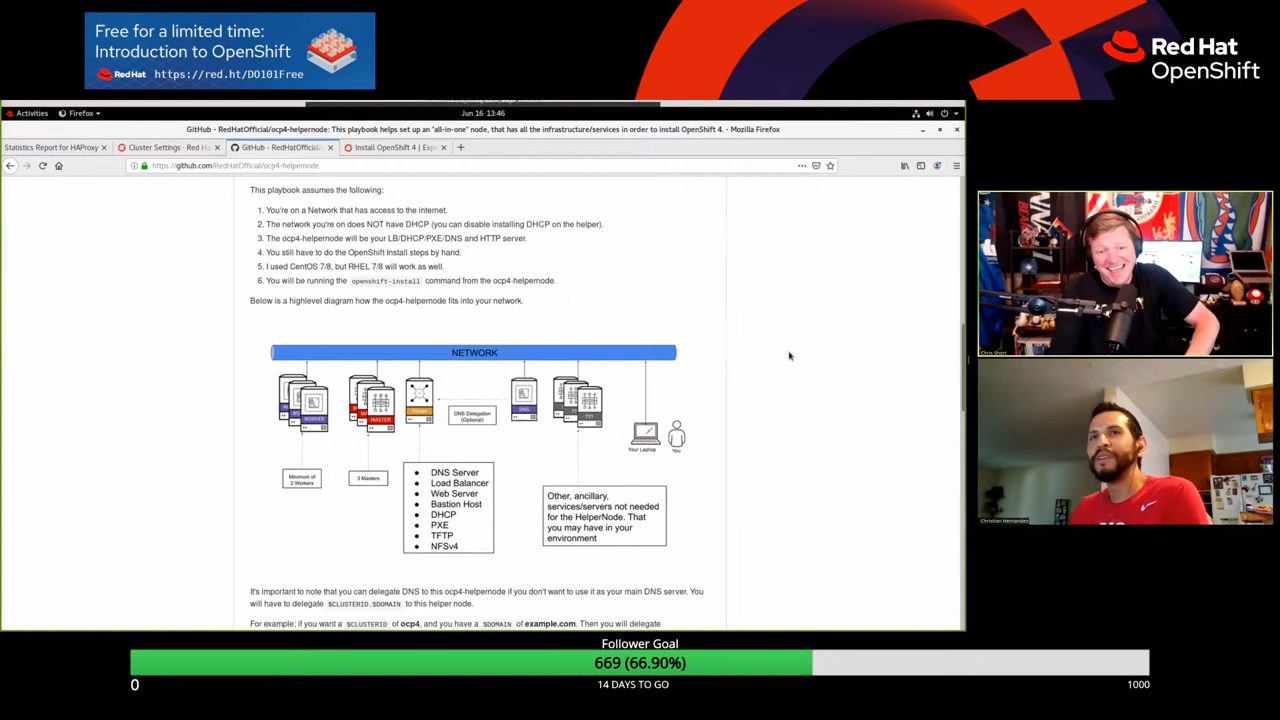 Free for a limited time:
Introduction to OpenShift
Red Hat https://red.ht/DO101Free
Red Hat
OpenShift
Activities Firefox
Jun 16 13:46
GitHub - RedHatOfficial/ocp4-helpernode: This playbook helps set up an "all-in-one" node, that has all the infrastructure/services in order to install OpenShift 4. - Mozilla Firefox
Statistics Report for HAProxy
Cluster Settings · Red H
GitHub - RedHatOfficial/
Install OpenShift 4 | Exp
https://github.com/RedHatOfficial/ocp4-helpernode
This playbook assumes the following:
1. You're on a Network that has access to the internet.
2. The network you're on does NOT have DHCP (you can disable installing DHCP on the helper).
3. The ocp4-helpernode will be your LB/DHCP/PXE/DNS and HTTP server.
4. You still have to do the OpenShift Install steps by hand.
5. I used CentOS 7/8, but RHEL 7/8 will work as well.
6. You will be running the openshift-install command from the ocp4-helpernode.
Below is a highlevel diagram how the ocp4-helpernode fits into your network.
NETWORK
WORKER
MASTER
Helper
DNS Delegation
(Optional)
DNS
Your Laptop
You
Minimum of
2 Workers
3 Masters
DNS Server
Load Balancer
Web Server
Bastion Host
DHCP
PXE
TFTP
NFSv4
Other, ancillary,
services/servers not needed
for the HelperNode. That
you may have in your
environment
It's important to note that you can delegate DNS to this ocp4-helpernode if you don't want to use it as your main DNS server. You
will have to delegate $CLUSTERID.$DOMAIN to this helper node.
For example; if you want a $CLUSTERID of ocp4, and you have a $DOMAIN of example.com. Then you will delegate
Chris Short
Christian Hernandez
Follower Goal
669 (66.90%)
0
14 DAYS TO GO
1000